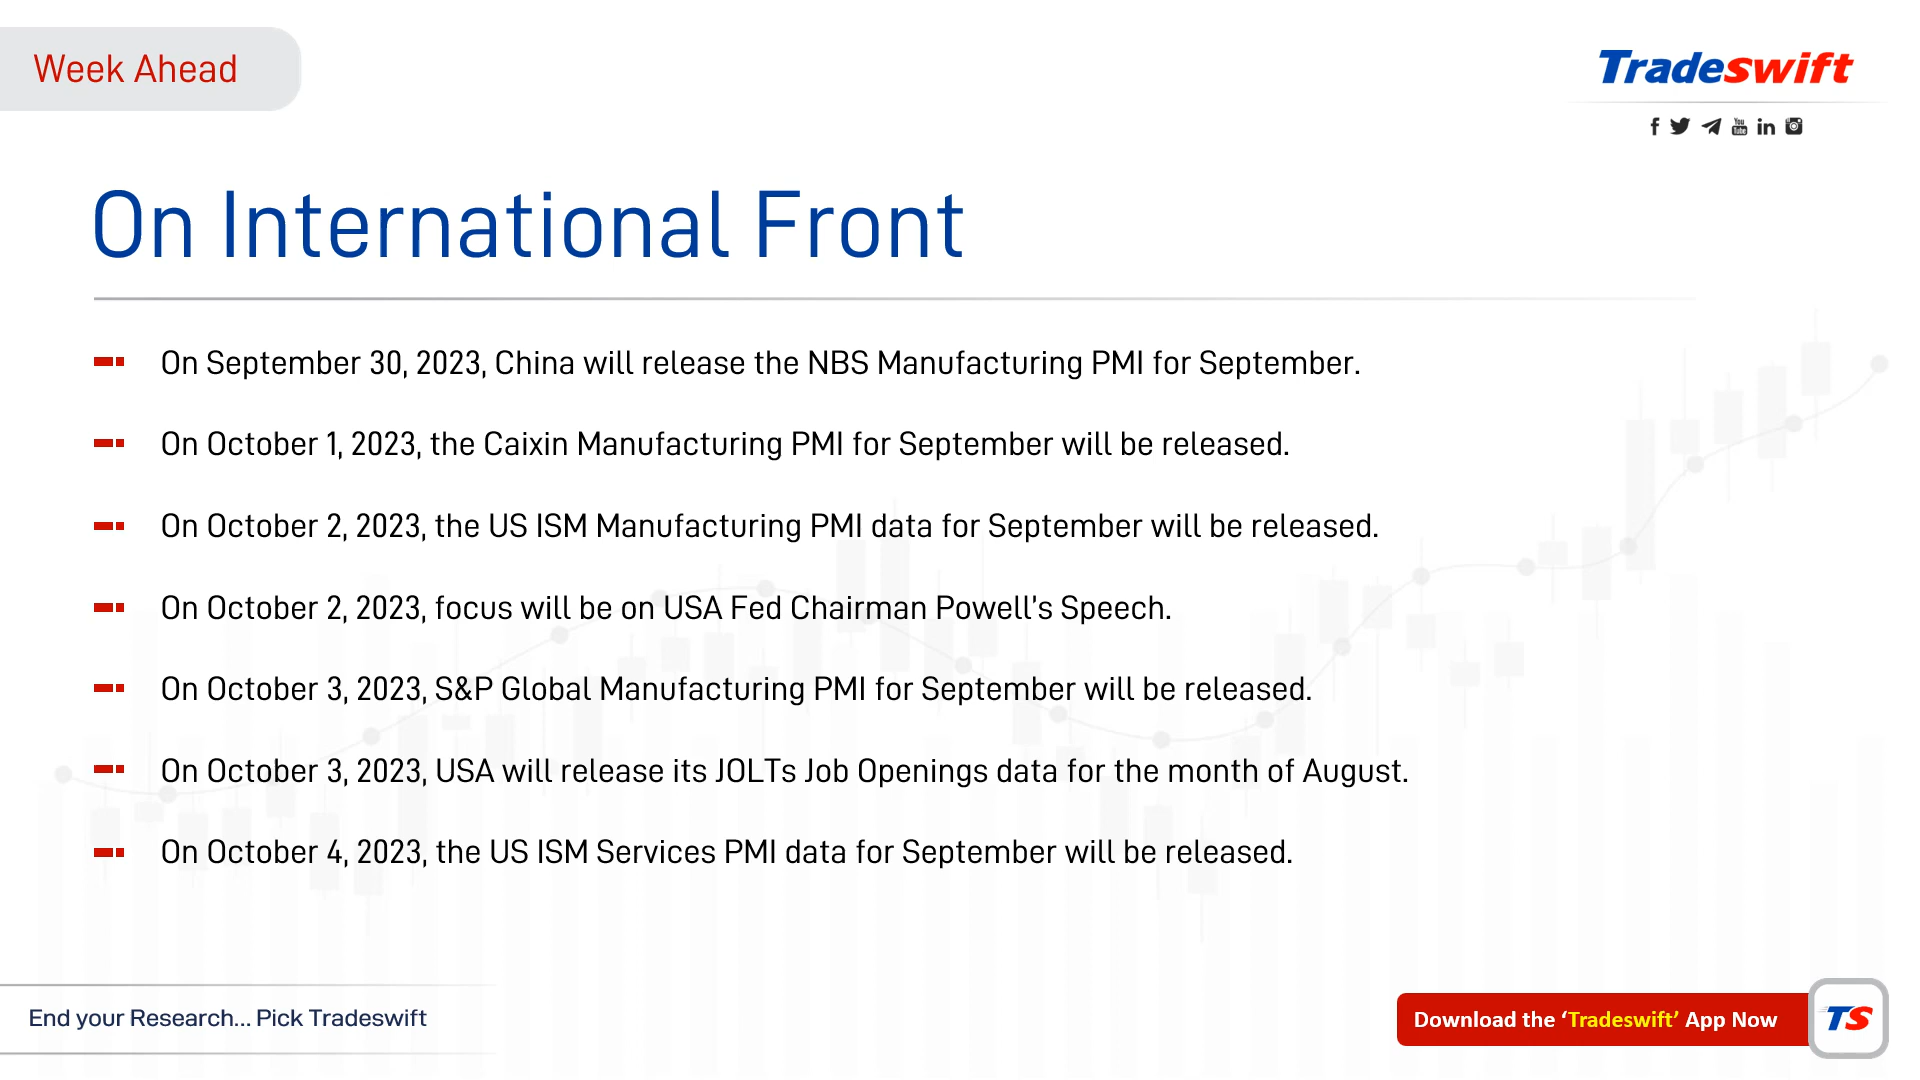 Week Ahead
Tradeswift
On International Front
On September 30, 2023, China will release the NBS Manufacturing PMI for September.
On October 1, 2023, the Caixin Manufacturing PMI for September will be released.
On October 2, 2023, the US ISM Manufacturing PMI data for September will be released.
On October 2, 2023, focus will be on USA Fed Chairman Powell's Speech.
On October 3, 2023, S&P Global Manufacturing PMI for September will be released.
On October 3, 2023, USA will release its JOLTs Job Openings data for the month of August.
On October 4, 2023, the US ISM Services PMI data for September will be released.
End your Research... Pick Tradeswift
Download the ‘Tradeswift’ App Now
TS